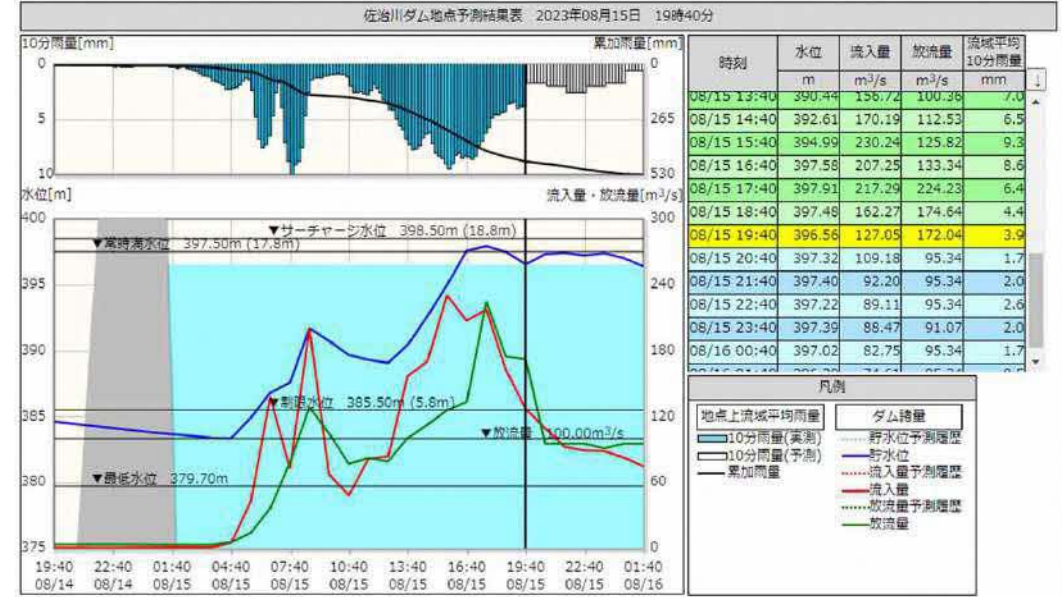 佐治川ダム地点予測結果表 2023年08月15日 19時40分
10分雨量[mm] 累加雨量[mm]
0 0
5 265
10 530
水位[m] 流入量・放流量[m³/s]
400 300
▼サーチャージ水位 398.50m (18.8m)
▼常時満水位 397.50m (17.8m)
395 240
390 180
▼制限水位 385.50m (5.8m)
385 120
▼放流量 100.00m³/s
380 60
▼最低水位 379.70m
375 0
19:40 22:40 01:40 04:40 07:40 10:40 13:40 16:40 19:40 22:40 01:40
08/14 08/14 08/15 08/15 08/15 08/15 08/15 08/15 08/15 08/15 08/16
時刻 水位 流入量 放流量 流域平均10分雨量
m m³/s m³/s mm ↓
08/15 13:40 390.44 156.72 100.36 7.0
08/15 14:40 392.61 170.19 112.53 6.5
08/15 15:40 394.99 230.24 125.82 9.3
08/15 16:40 397.58 207.25 133.34 8.6
08/15 17:40 397.91 217.29 224.23 6.4
08/15 18:40 397.48 162.27 174.64 4.4
08/15 19:40 396.56 127.05 172.04 3.9
08/15 20:40 397.32 109.18 95.34 1.7
08/15 21:40 397.40 92.20 95.34 2.0
08/15 22:40 397.22 89.11 95.34 2.6
08/15 23:40 397.39 88.47 91.07 2.0
08/16 00:40 397.02 82.75 95.34 1.7
凡例
地点上流域平均雨量 ダム諸量
10分雨量(実測) 貯水位予測履歴
10分雨量(予測) 貯水位
累加雨量 流入量予測履歴
流入量
放流量予測履歴
放流量